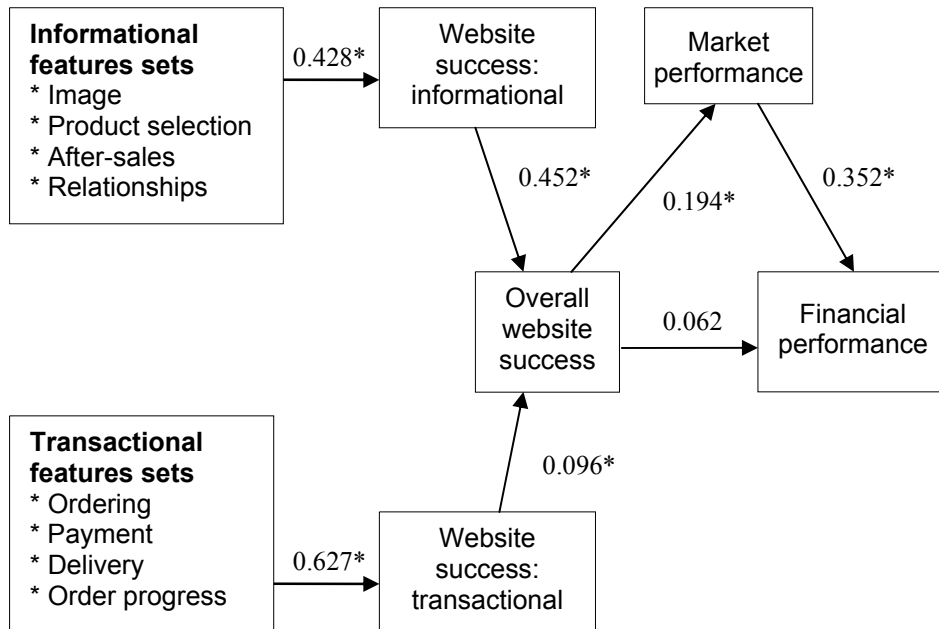 Informational
features sets
* Image
* Product selection
* After-sales
* Relationships
0.428*
Website
success:
informational
Market
performance
0.452*
0.194*
0.352*
Overall
website
success
0.062
Financial
performance
Transactional
features sets
* Ordering
* Payment
* Delivery
* Order progress
0.627*
0.096*
Website
success:
transactional